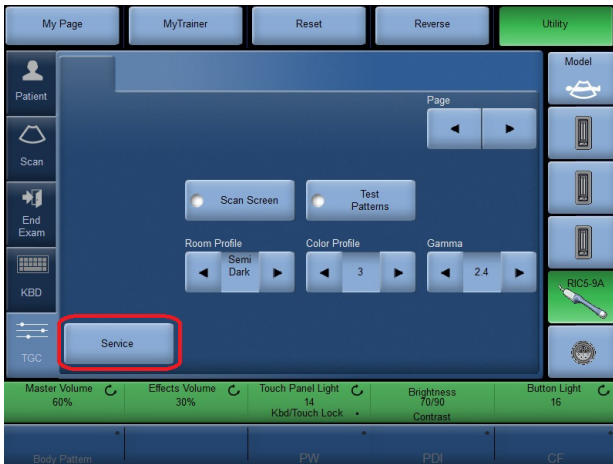 My Page
MyTrainer
Reset
Reverse
Utility
Patient
Scan
End
Exam
KBD
TGC
Page
Scan Screen
Test
Patterns
Room Profile
Semi
Dark
Color Profile
3
Gamma
2.4
Service
Model
RIC5-9A
Master Volume
60%
Effects Volume
30%
Touch Panel Light
14
Kbd/Touch Lock
Brightness
70/90
Contrast
Button Light
16
Body Pattern
PW
PDI
CF